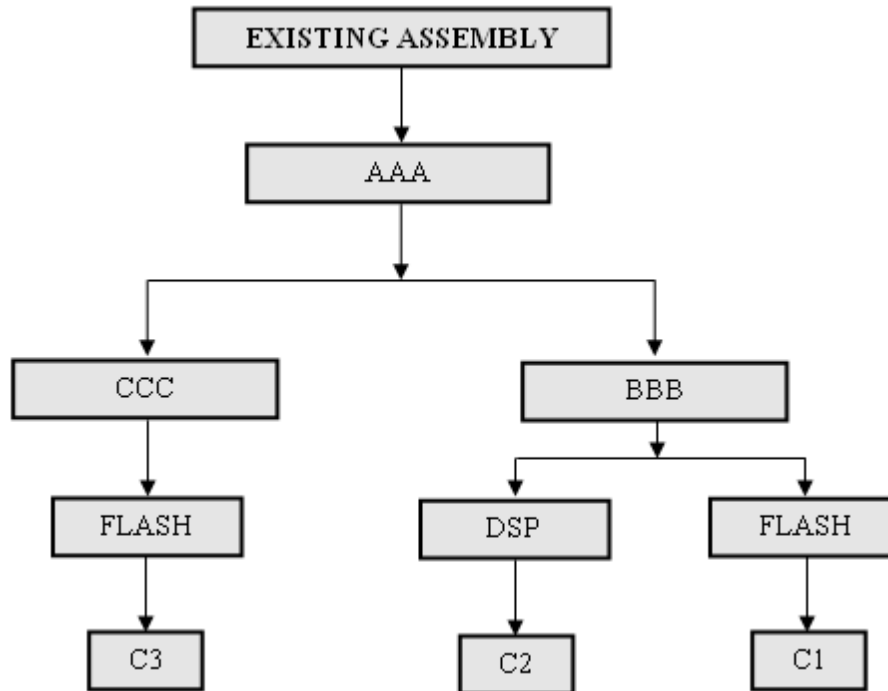 EXISTING ASSEMBLY
AAA
CCC
BBB
FLASH
DSP
FLASH
C3
C2
C1